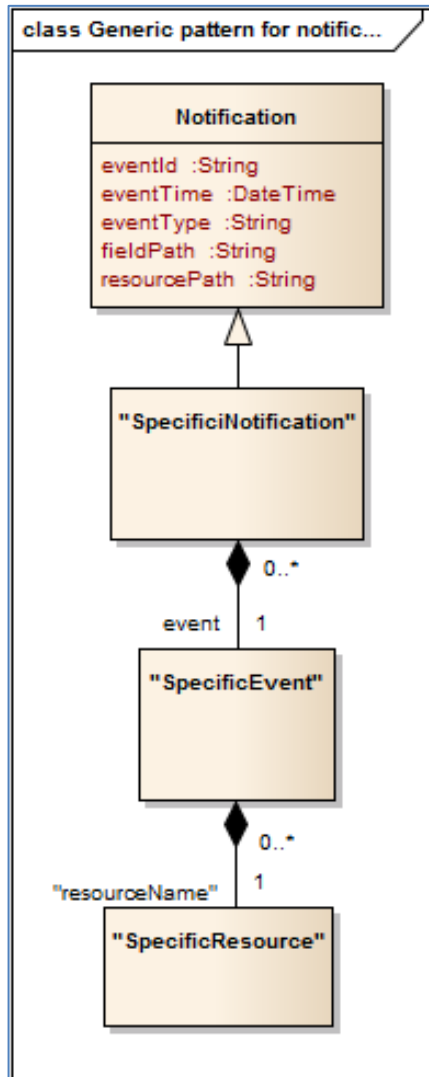 class Generic pattern for notific...
Notification
eventId :String
eventTime :DateTime
eventType :String
fieldPath :String
resourcePath :String
"SpecificiNotification"
0..*
event 1
"SpecificEvent"
0..*
1
"resourceName"
"SpecificResource"